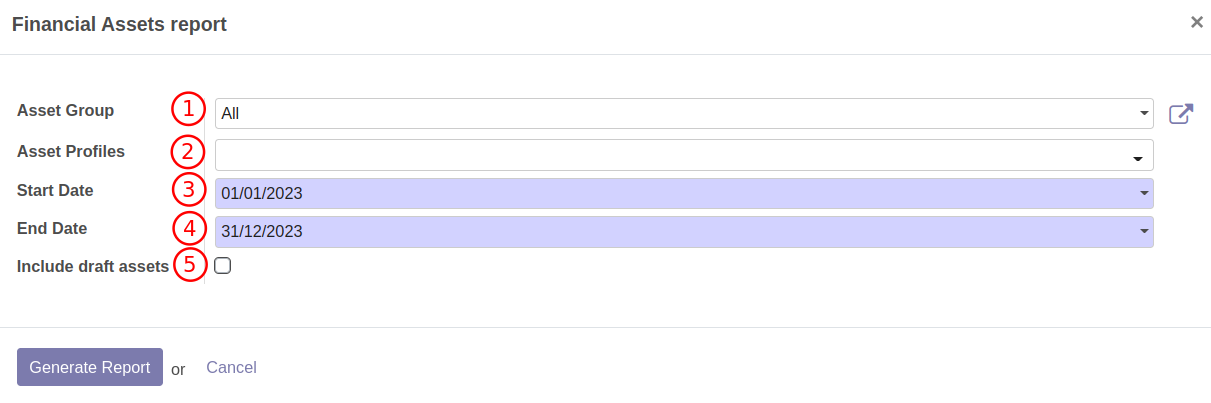 Financial Assets report ×
Asset Group 1 All
Asset Profiles 2
Start Date 3 01/01/2023
End Date 4 31/12/2023
Include draft assets 5
Generate Report or Cancel